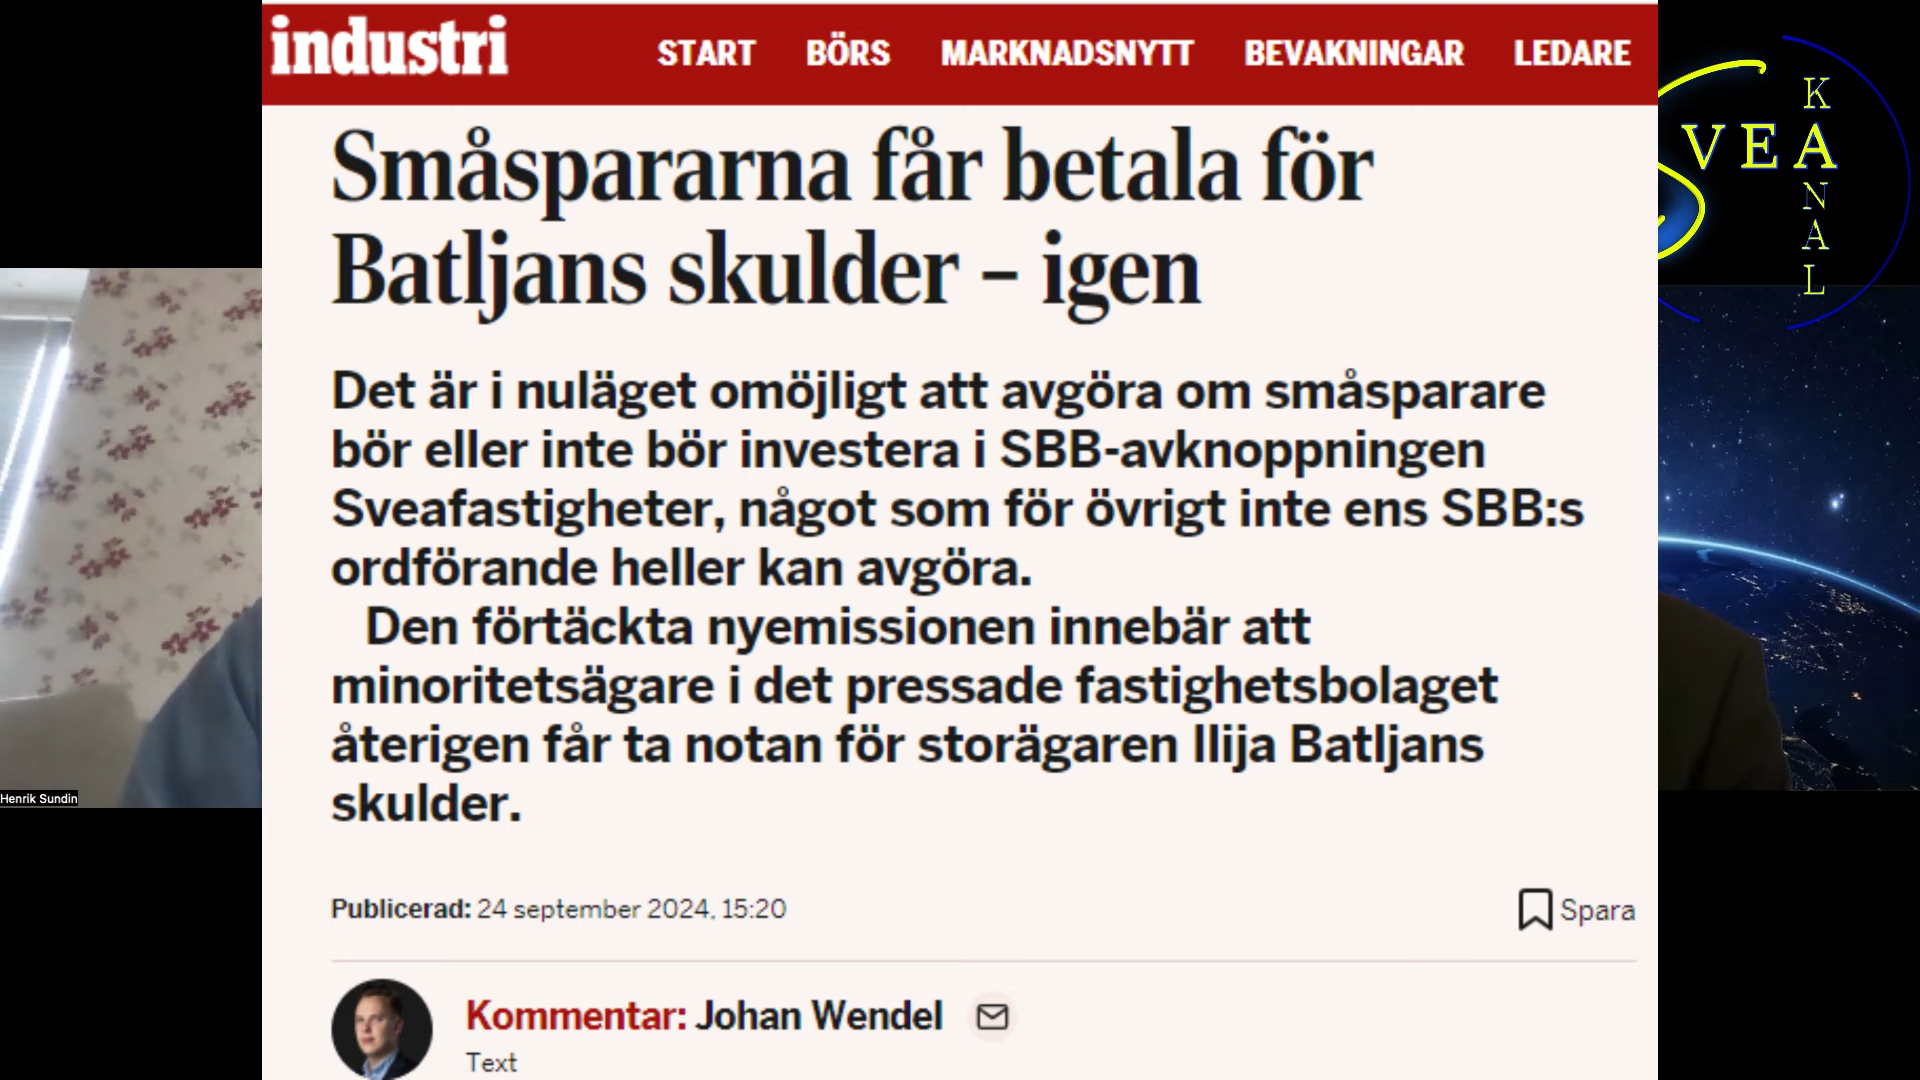 industri
START BÖRS MARKNADSNYTT BEVAKNINGAR LEDARE
Småspararna får betala för
Batljans skulder – igen
Det är i nuläget omöjligt att avgöra om småsparare
bör eller inte bör investera i SBB-avknoppningen
Sveafastigheter, något som för övrigt inte ens SBB:s
ordförande heller kan avgöra.
Den förtäckta nyemissionen innebär att
minoritetsägare i det pressade fastighetsbolaget
återigen får ta notan för storägaren Ilija Batljans
skulder.
Publicerad: 24 september 2024, 15:20
Spara
Kommentar: Johan Wendel
Text
Henrik Sundin
SVEA
KANAL